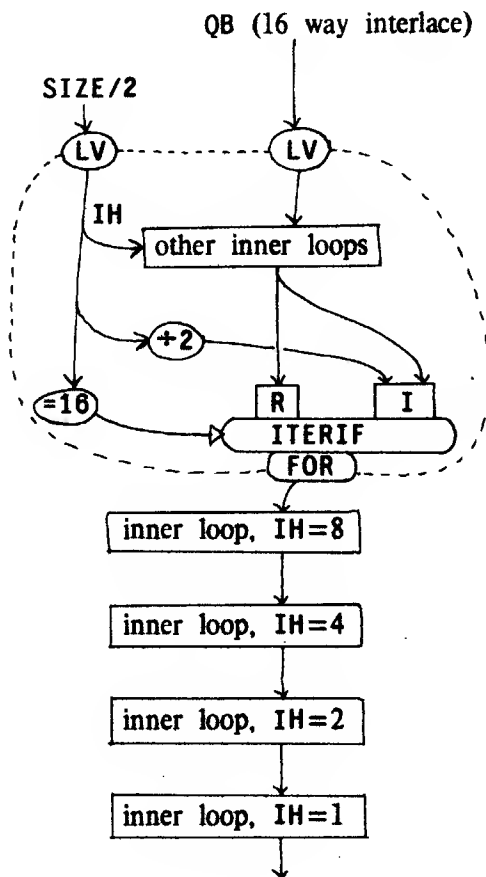 QB (16 way interlace)
SIZE/2
LV
LV
IH
other inner loops
÷2
=16
R
I
ITERIF
FOR
inner loop, IH=8
inner loop, IH=4
inner loop, IH=2
inner loop, IH=1